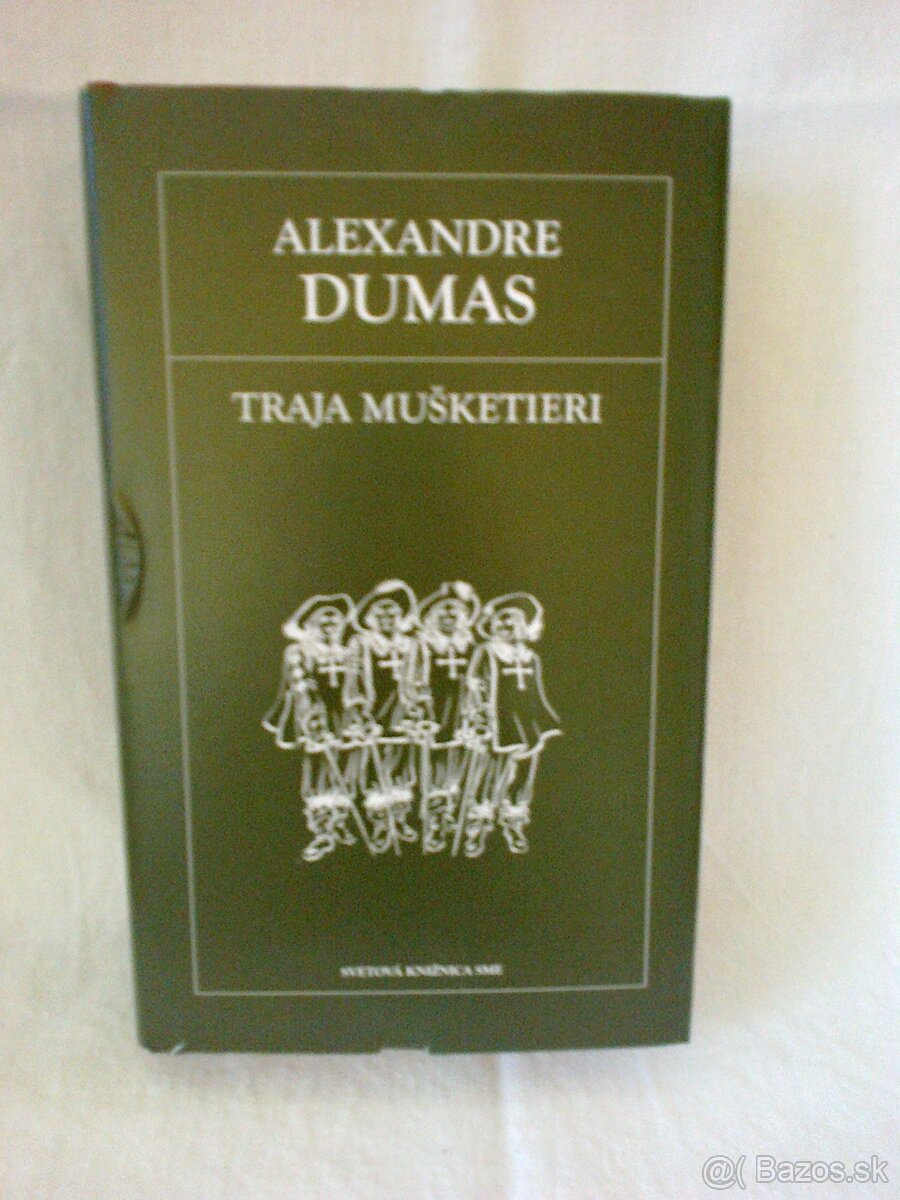 ALEXANDRE
DUMAS
TRAJA MUŠKETIERI
SVETOVÁ KNIŽNICA SME
@( Bazos.sk